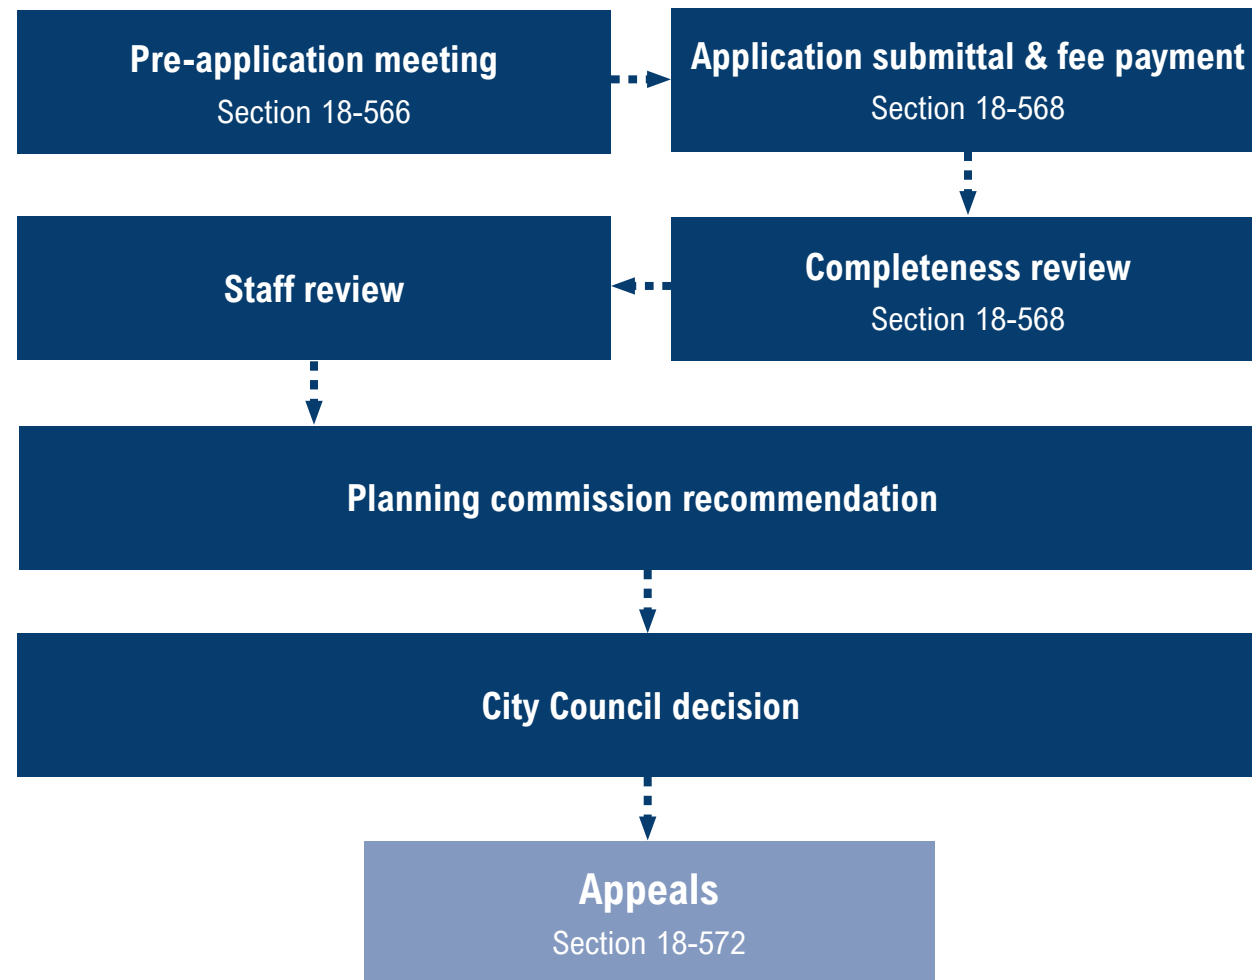 Pre-application meeting
Section 18-566
Application submittal & fee payment
Section 18-568
Completeness review
Section 18-568
Staff review
Planning commission recommendation
City Council decision
Appeals
Section 18-572